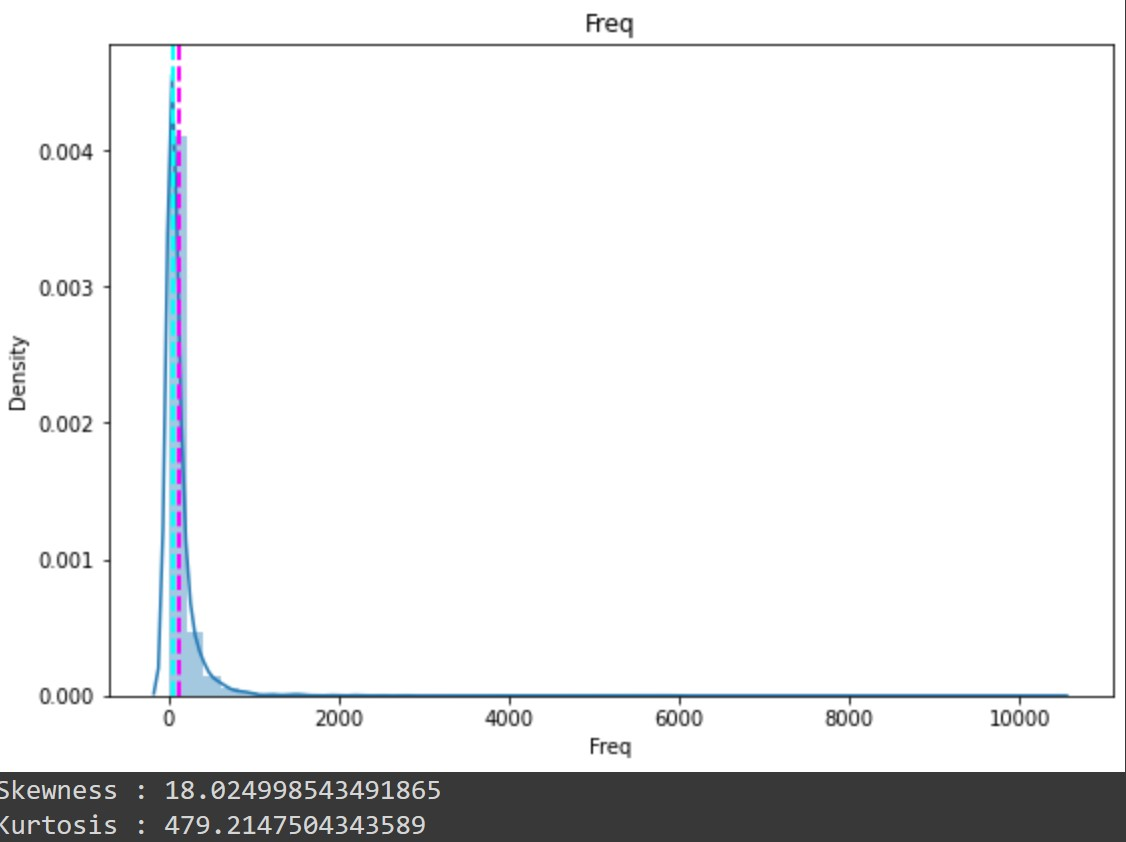 Freq
0.004
0.003
0.002
0.001
0.000
Density
0 2000 4000 6000 8000 10000
Freq
Skewness : 18.024998543491865
Kurtosis : 479.2147504343589